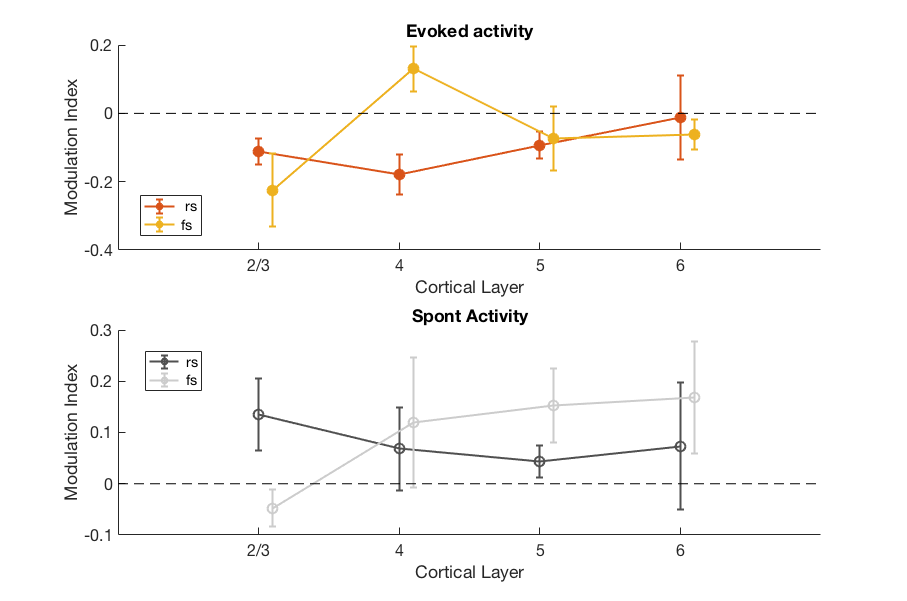 Evoked activity
0.2
0
-0.2
-0.4
Modulation Index
rs
fs
2/3 4 5 6
Cortical Layer
Spont Activity
0.3
0.2
0.1
0
-0.1
Modulation Index
rs
fs
2/3 4 5 6
Cortical Layer